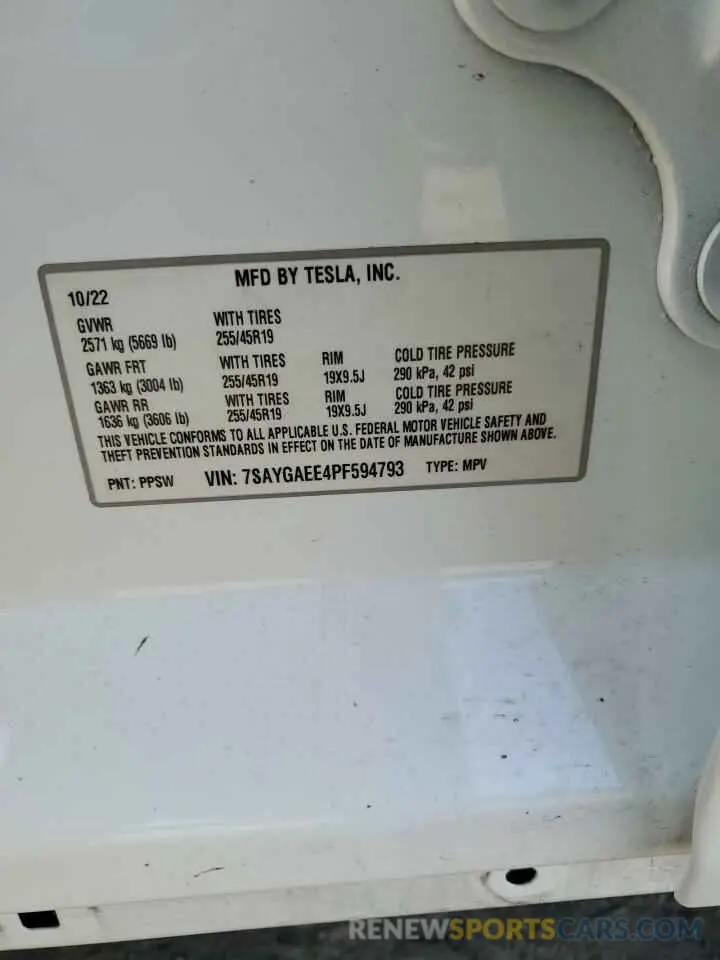 MFD BY TESLA, INC.
10/22
GVWR WITH TIRES
2571 kg (5669 lb) 255/45R19
GAWR FRT WITH TIRES RIM COLD TIRE PRESSURE
1363 kg (3004 lb) 255/45R19 19X9.5J 290 kPa, 42 psi
GAWR RR WITH TIRES RIM COLD TIRE PRESSURE
1636 kg (3606 lb) 255/45R19 19X9.5J 290 kPa, 42 psi
THIS VEHICLE CONFORMS TO ALL APPLICABLE U.S. FEDERAL MOTOR VEHICLE SAFETY AND
THEFT PREVENTION STANDARDS IN EFFECT ON THE DATE OF MANUFACTURE SHOWN ABOVE.
PNT: PPSW VIN: 7SAYGAEE4PF594793 TYPE: MPV
RENEWSPORTSCARS.COM